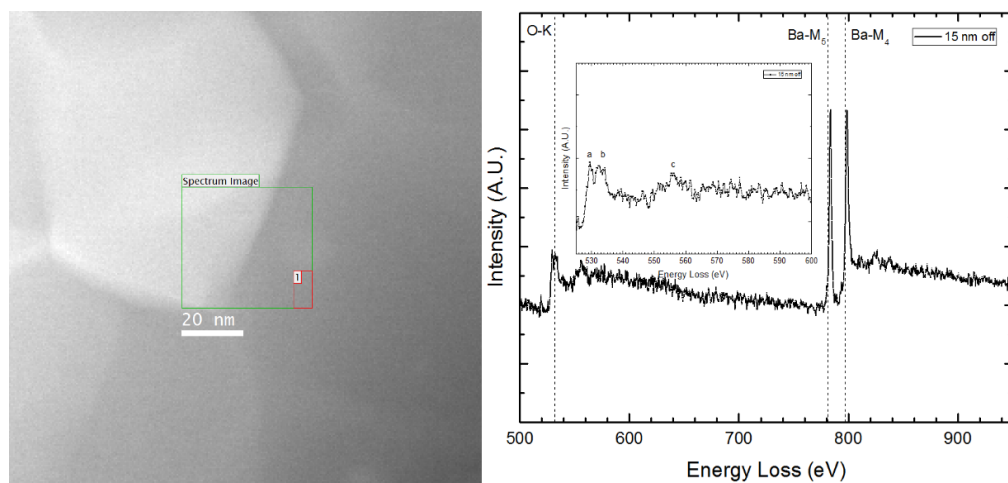 Spectrum Image
1
20 nm
O-K
Ba-M5
Ba-M4
15 nm off
15 nm off
a
b
c
Intensity (A.U.)
530 540 550 560 570 580 590 600
Energy Loss (eV)
Intensity (A.U.)
500 600 700 800 900
Energy Loss (eV)